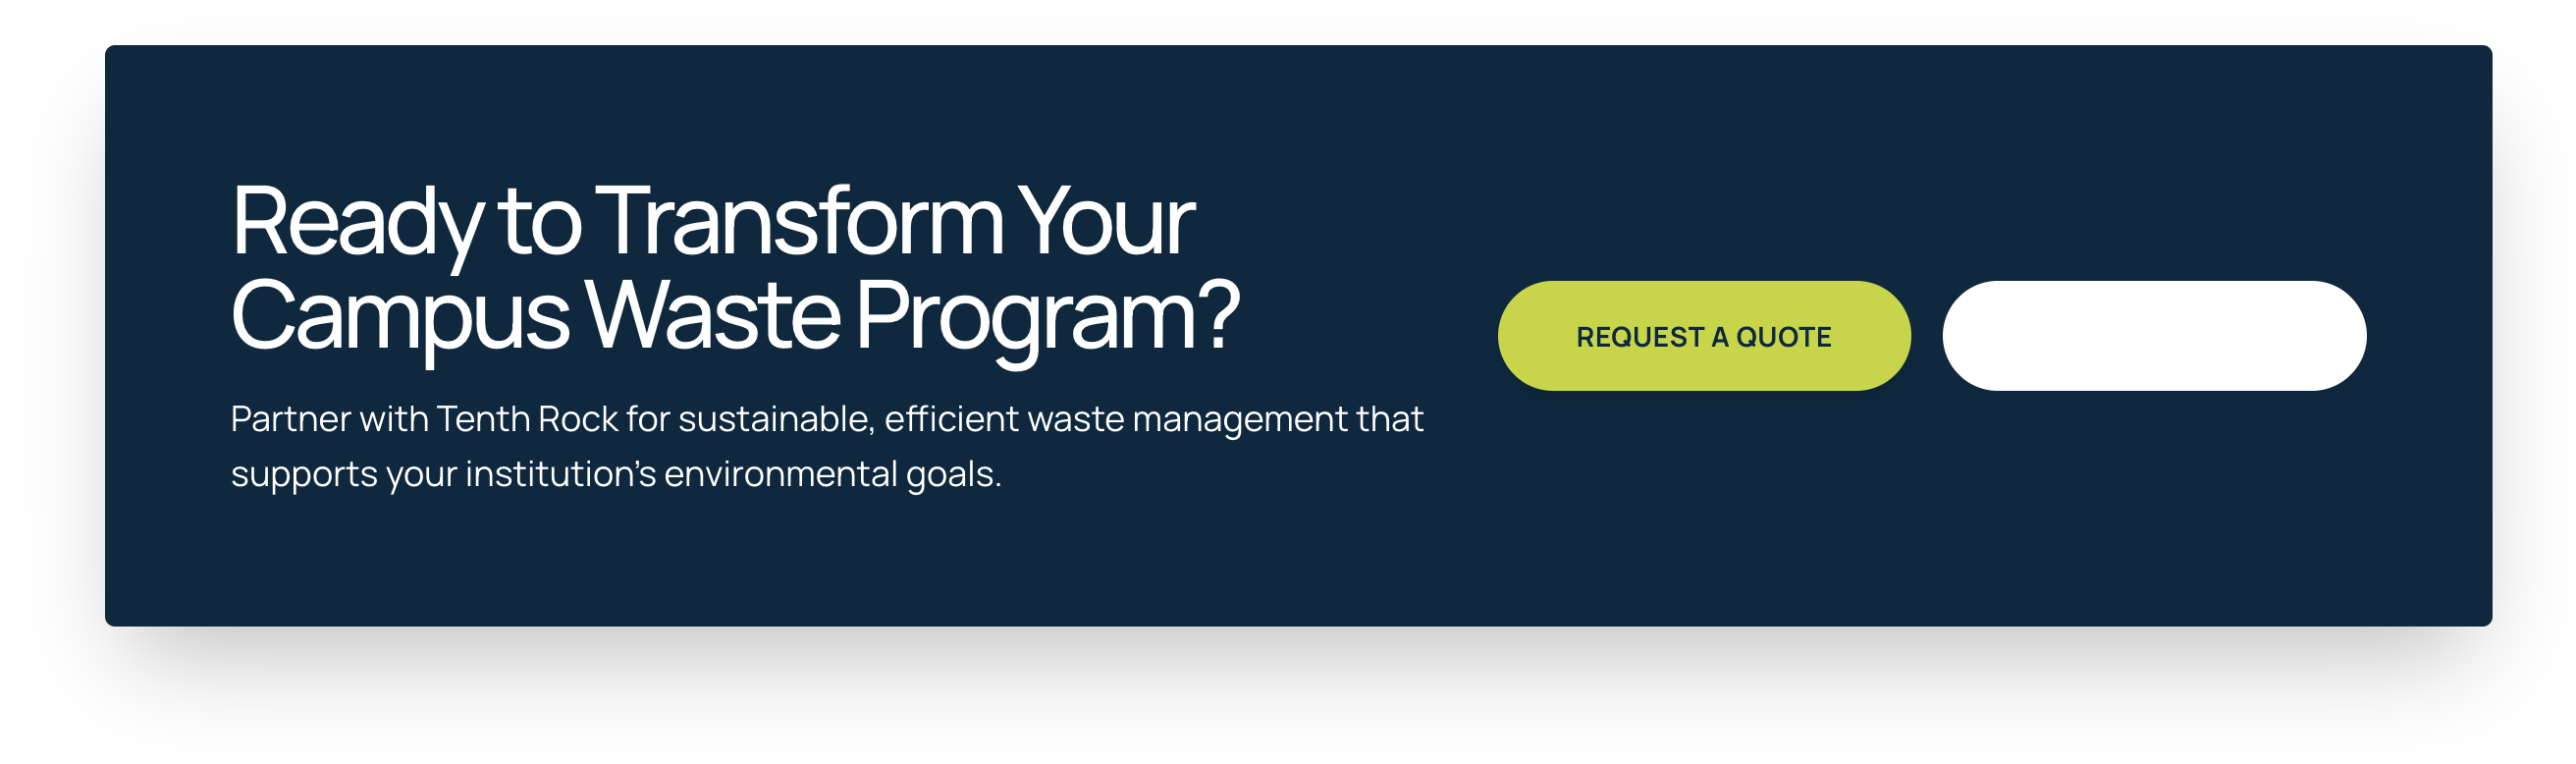 Ready to Transform Your
Campus Waste Program?
Partner with Tenth Rock for sustainable, efficient waste management that
supports your institution’s environmental goals.
REQUEST A QUOTE